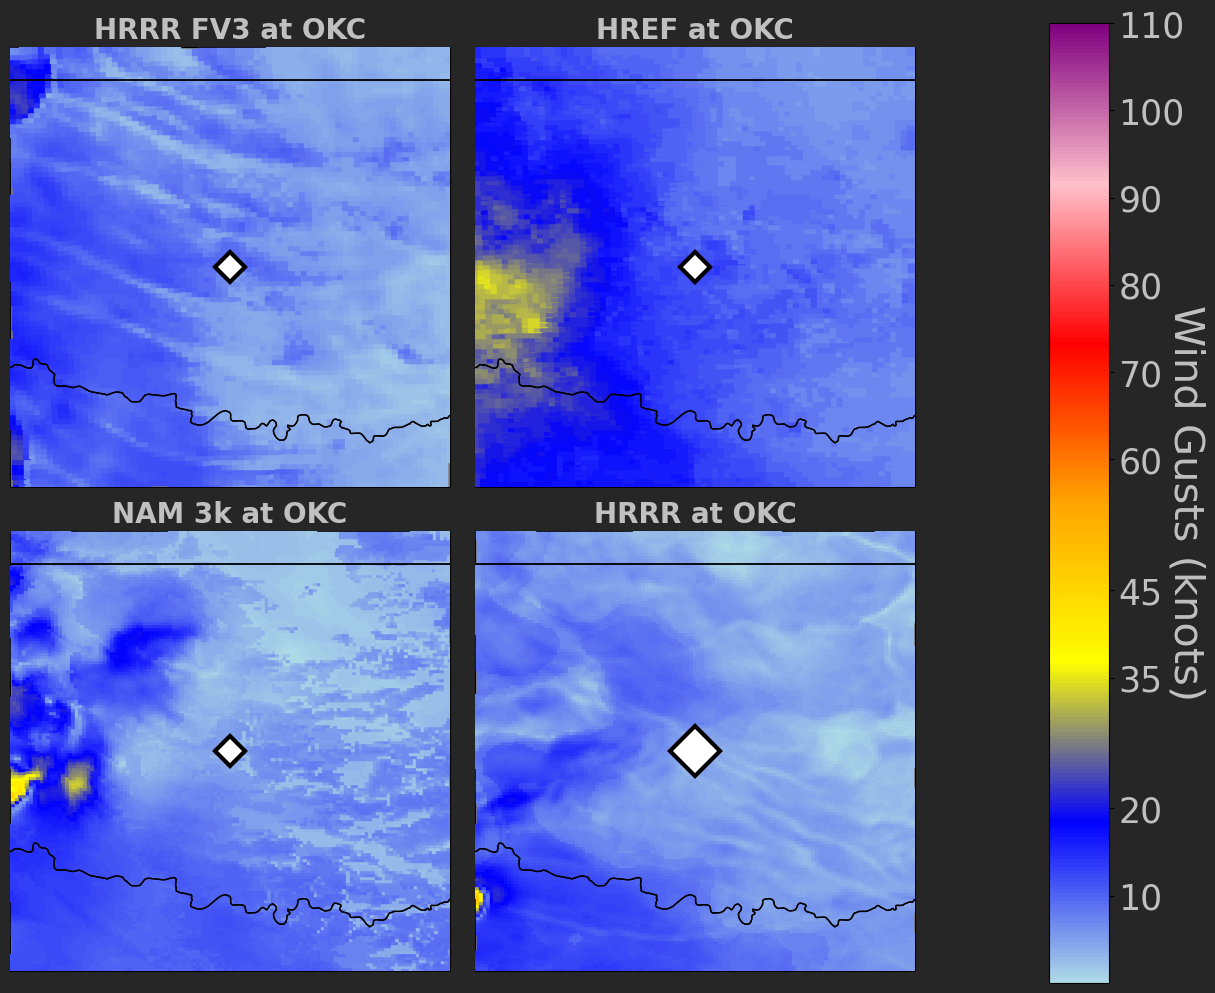 HRRR FV3 at OKC
HREF at OKC
NAM 3k at OKC
HRRR at OKC
110
100
90
80
70
60
45
35
20
10
Wind Gusts (knots)